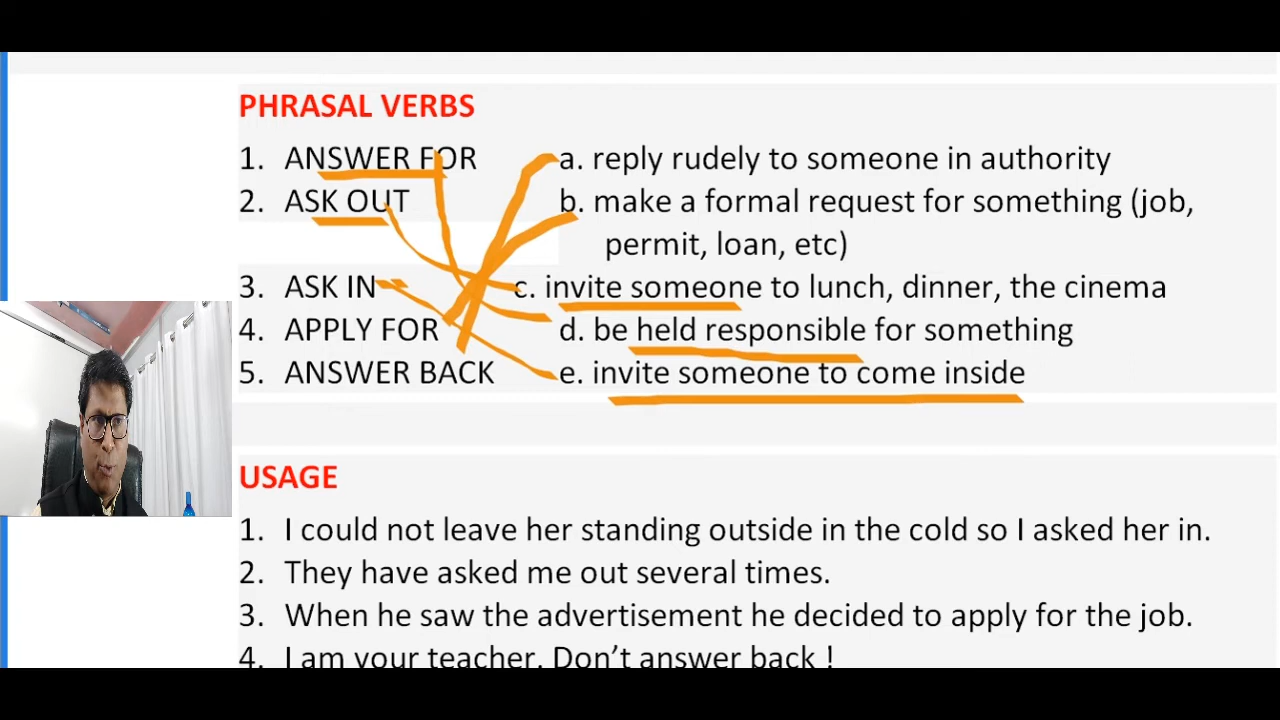 PHRASAL VERBS
1. ANSWER FOR a. reply rudely to someone in authority
2. ASK OUT b. make a formal request for something (job,
permit, loan, etc)
3. ASK IN c. invite someone to lunch, dinner, the cinema
4. APPLY FOR d. be held responsible for something
5. ANSWER BACK e. invite someone to come inside
USAGE
1. I could not leave her standing outside in the cold so I asked her in.
2. They have asked me out several times.
3. When he saw the advertisement he decided to apply for the job.
4. I am your teacher. Don't answer back !